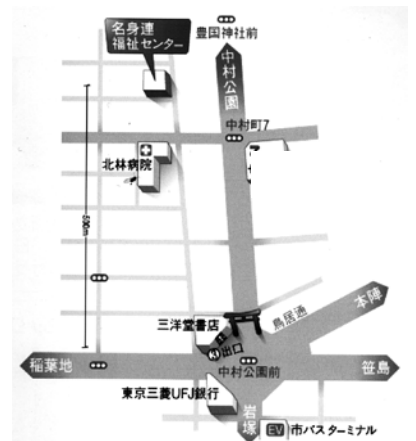 名身連
福祉センター
豊国神社前
中村公園
中村町7
北林病院
500m
本陣
鳥居通
三洋堂書店
3
出口
稲葉地
中村公園前
笹島
東京三菱UFJ銀行
岩塚
EV 市バスターミナル